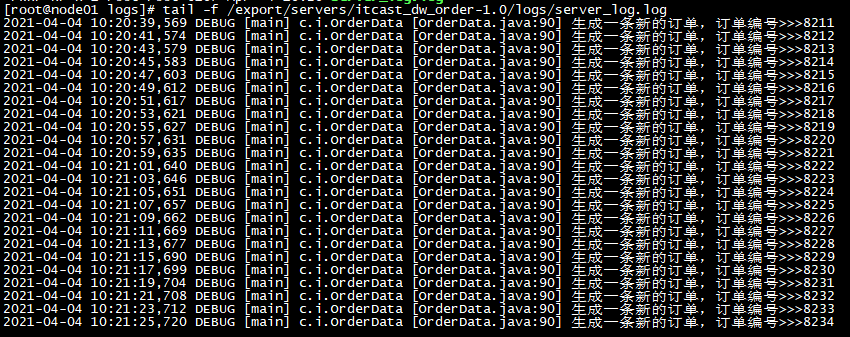 [root@node01 logs]# tail -f /export/servers/itcast_dw_order-1.0/logs/server_log.log
2021-04-04 10:20:39,569 DEBUG [main] c.i.OrderData [OrderData.java:90] 生成一条新的订单，订单编号>>>8211
2021-04-04 10:20:41,574 DEBUG [main] c.i.OrderData [OrderData.java:90] 生成一条新的订单，订单编号>>>8212
2021-04-04 10:20:43,579 DEBUG [main] c.i.OrderData [OrderData.java:90] 生成一条新的订单，订单编号>>>8213
2021-04-04 10:20:45,583 DEBUG [main] c.i.OrderData [OrderData.java:90] 生成一条新的订单，订单编号>>>8214
2021-04-04 10:20:47,603 DEBUG [main] c.i.OrderData [OrderData.java:90] 生成一条新的订单，订单编号>>>8215
2021-04-04 10:20:49,612 DEBUG [main] c.i.OrderData [OrderData.java:90] 生成一条新的订单，订单编号>>>8216
2021-04-04 10:20:51,617 DEBUG [main] c.i.OrderData [OrderData.java:90] 生成一条新的订单，订单编号>>>8217
2021-04-04 10:20:53,621 DEBUG [main] c.i.OrderData [OrderData.java:90] 生成一条新的订单，订单编号>>>8218
2021-04-04 10:20:55,627 DEBUG [main] c.i.OrderData [OrderData.java:90] 生成一条新的订单，订单编号>>>8219
2021-04-04 10:20:57,631 DEBUG [main] c.i.OrderData [OrderData.java:90] 生成一条新的订单，订单编号>>>8220
2021-04-04 10:20:59,635 DEBUG [main] c.i.OrderData [OrderData.java:90] 生成一条新的订单，订单编号>>>8221
2021-04-04 10:21:01,640 DEBUG [main] c.i.OrderData [OrderData.java:90] 生成一条新的订单，订单编号>>>8222
2021-04-04 10:21:03,646 DEBUG [main] c.i.OrderData [OrderData.java:90] 生成一条新的订单，订单编号>>>8223
2021-04-04 10:21:05,651 DEBUG [main] c.i.OrderData [OrderData.java:90] 生成一条新的订单，订单编号>>>8224
2021-04-04 10:21:07,657 DEBUG [main] c.i.OrderData [OrderData.java:90] 生成一条新的订单，订单编号>>>8225
2021-04-04 10:21:09,662 DEBUG [main] c.i.OrderData [OrderData.java:90] 生成一条新的订单，订单编号>>>8226
2021-04-04 10:21:11,669 DEBUG [main] c.i.OrderData [OrderData.java:90] 生成一条新的订单，订单编号>>>8227
2021-04-04 10:21:13,677 DEBUG [main] c.i.OrderData [OrderData.java:90] 生成一条新的订单，订单编号>>>8228
2021-04-04 10:21:15,690 DEBUG [main] c.i.OrderData [OrderData.java:90] 生成一条新的订单，订单编号>>>8229
2021-04-04 10:21:17,699 DEBUG [main] c.i.OrderData [OrderData.java:90] 生成一条新的订单，订单编号>>>8230
2021-04-04 10:21:19,704 DEBUG [main] c.i.OrderData [OrderData.java:90] 生成一条新的订单，订单编号>>>8231
2021-04-04 10:21:21,708 DEBUG [main] c.i.OrderData [OrderData.java:90] 生成一条新的订单，订单编号>>>8232
2021-04-04 10:21:23,712 DEBUG [main] c.i.OrderData [OrderData.java:90] 生成一条新的订单，订单编号>>>8233
2021-04-04 10:21:25,720 DEBUG [main] c.i.OrderData [OrderData.java:90] 生成一条新的订单，订单编号>>>8234